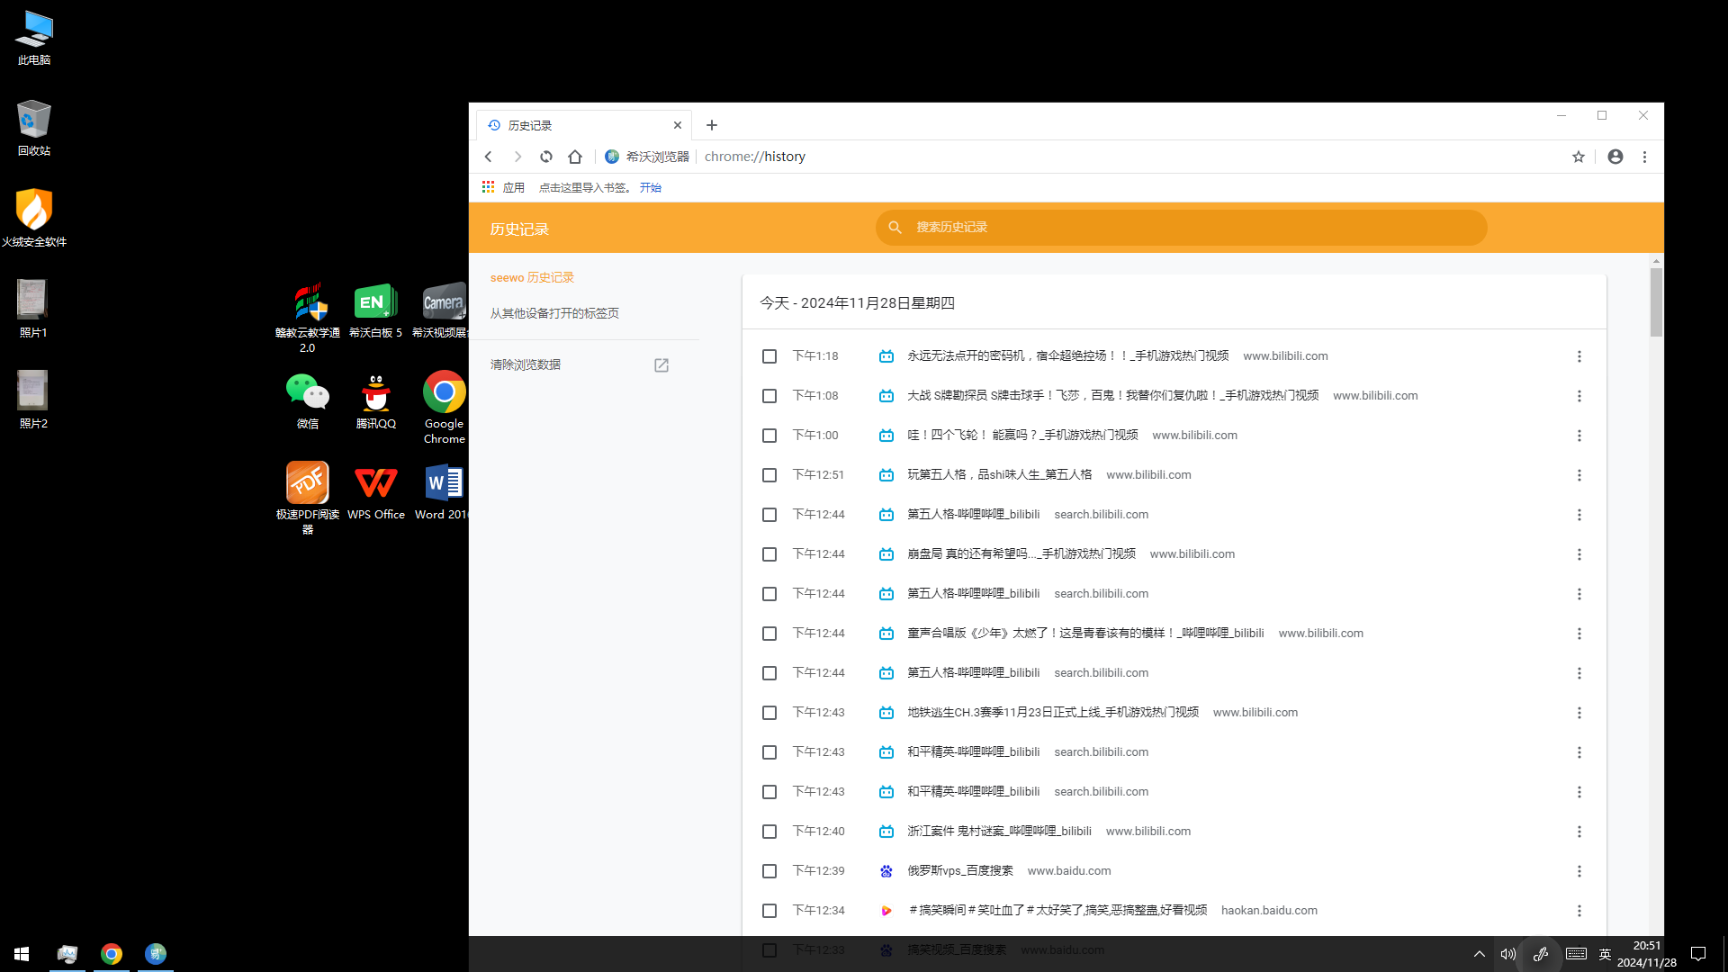 此电脑
回收站
火绒安全软件
照片1
照片2
赣教云教学通
2.0
EN
希沃白板 5
Camera
希沃视频展台
微信
腾讯QQ
Google
Chrome
PDF
极速PDF阅读
器
WPS Office
W
Word 2016
历史记录
希沃浏览器
chrome://history
应用
点击这里导入书签。 开始
历史记录
搜索历史记录
seewo 历史记录
从其他设备打开的标签页
清除浏览数据
今天 - 2024年11月28日星期四
下午1:18 永远无法点开的密码机，宿伞超绝控场！！_手机游戏热门视频 www.bilibili.com
下午1:08 大战 S牌勘探员 S牌击球手！飞莎，百鬼！我替你们复仇啦！_手机游戏热门视频 www.bilibili.com
下午1:00 哇！四个飞轮！ 能赢吗？_手机游戏热门视频 www.bilibili.com
下午12:51 玩第五人格，品shi味人生_第五人格 www.bilibili.com
下午12:44 第五人格-哔哩哔哩_bilibili search.bilibili.com
下午12:44 崩盘局 真的还有希望吗..._手机游戏热门视频 www.bilibili.com
下午12:44 第五人格-哔哩哔哩_bilibili search.bilibili.com
下午12:44 童声合唱版《少年》太燃了！这是青春该有的模样！_哔哩哔哩_bilibili www.bilibili.com
下午12:44 第五人格-哔哩哔哩_bilibili search.bilibili.com
下午12:43 地铁逃生CH.3赛季11月23日正式上线_手机游戏热门视频 www.bilibili.com
下午12:43 和平精英-哔哩哔哩_bilibili search.bilibili.com
下午12:43 和平精英-哔哩哔哩_bilibili search.bilibili.com
下午12:40 浙江案件 鬼村谜案_哔哩哔哩_bilibili www.bilibili.com
下午12:39 俄罗斯vps_百度搜索 www.baidu.com
下午12:34 ＃搞笑瞬间＃笑吐血了＃太好笑了,搞笑,恶搞整蛊,好看视频 haokan.baidu.com
下午12:33 搞笑视频_百度搜索 www.baidu.com
英
20:51
2024/11/28